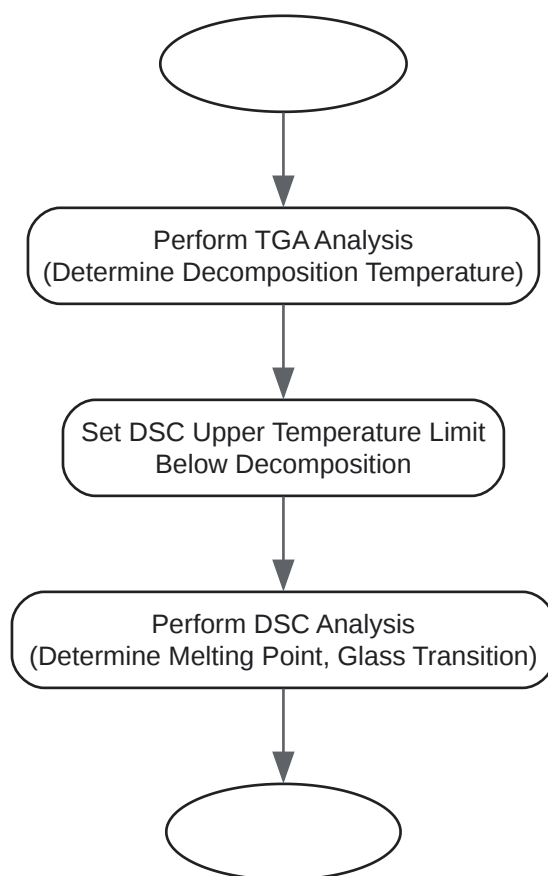 Perform TGA Analysis
(Determine Decomposition Temperature)
Set DSC Upper Temperature Limit
Below Decomposition
Perform DSC Analysis
(Determine Melting Point, Glass Transition)